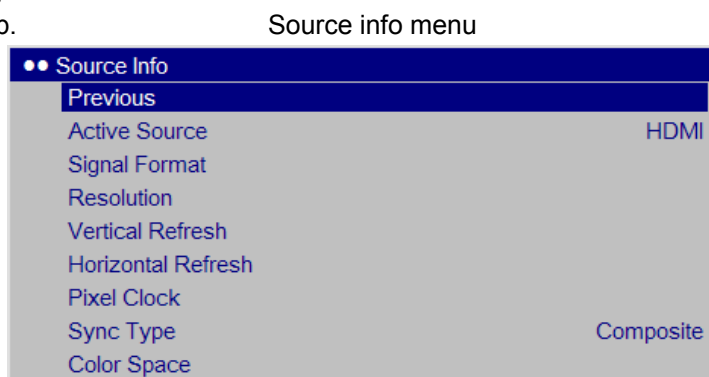 Source info menu
●● Source Info
Previous
Active Source HDMI
Signal Format
Resolution
Vertical Refresh
Horizontal Refresh
Pixel Clock
Sync Type Composite
Color Space